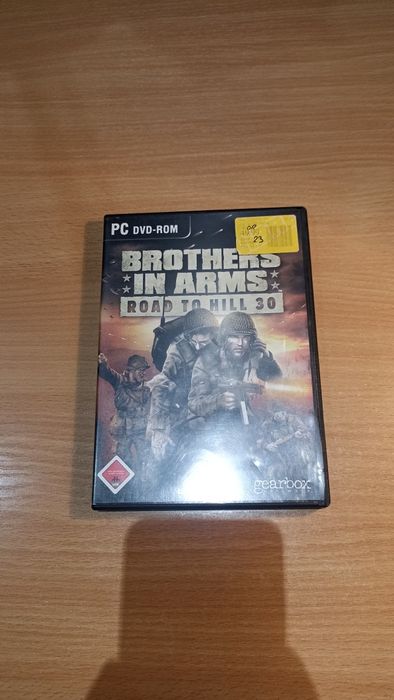 PC DVD-ROM
23
BROTHERS
IN ARMS
ROAD TO HILL 30
gearbox